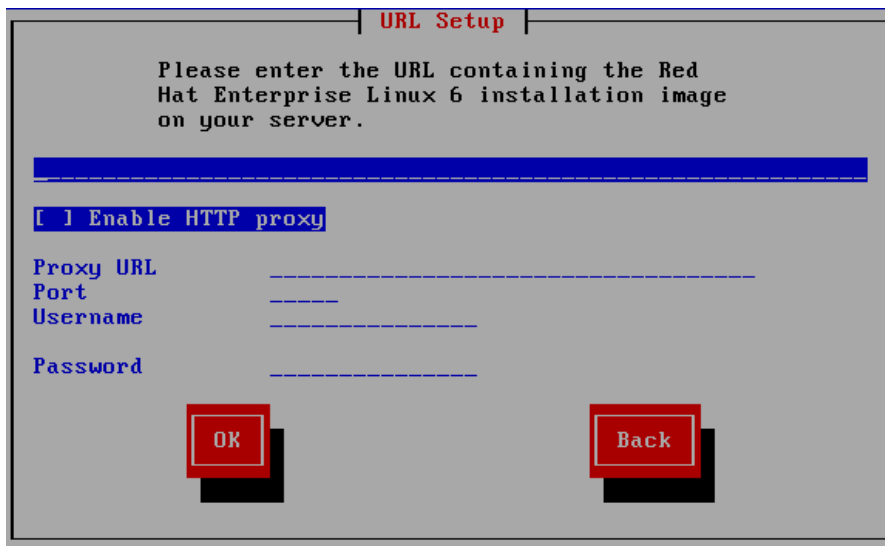 URL Setup
Please enter the URL containing the Red
Hat Enterprise Linux 6 installation image
on your server.
[ ] Enable HTTP proxy
Proxy URL
Port
Username
Password
OK Back